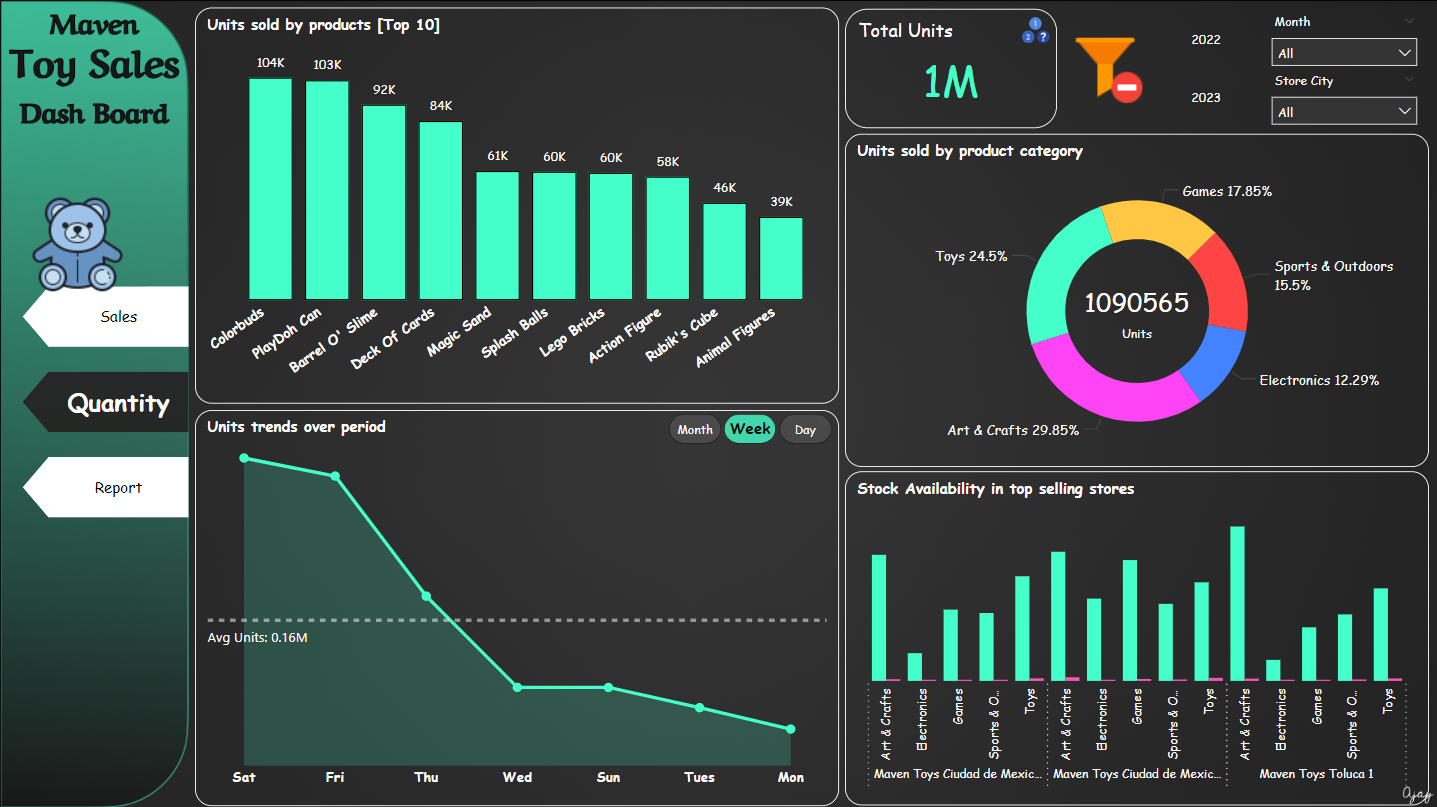 Maven
Toy Sales
Dash Board
Sales
Quantity
Report
Units sold by products [Top 10]
104K
103K
92K
84K
61K
60K
60K
58K
46K
39K
Colorbuds
PlayDoh Can
Barrel O' Slime
Deck Of Cards
Magic Sand
Splash Balls
Lego Bricks
Action Figure
Rubik's Cube
Animal Figures
Total Units
1
2 ?
1M
2022
2023
Month
All
Store City
All
Units sold by product category
Games 17.85%
Toys 24.5%
Sports & Outdoors
15.5%
1090565
Units
Electronics 12.29%
Art & Crafts 29.85%
Units trends over period
Month Week Day
Avg Units: 0.16M
Sat Fri Thu Wed Sun Tues Mon
Stock Availability in top selling stores
Art & Crafts
Electronics
Games
Sports & O...
Toys
Art & Crafts
Electronics
Games
Sports & O...
Toys
Art & Crafts
Electronics
Games
Sports & O...
Toys
Maven Toys Ciudad de Mexic...
Maven Toys Ciudad de Mexic...
Maven Toys Toluca 1
Ojay